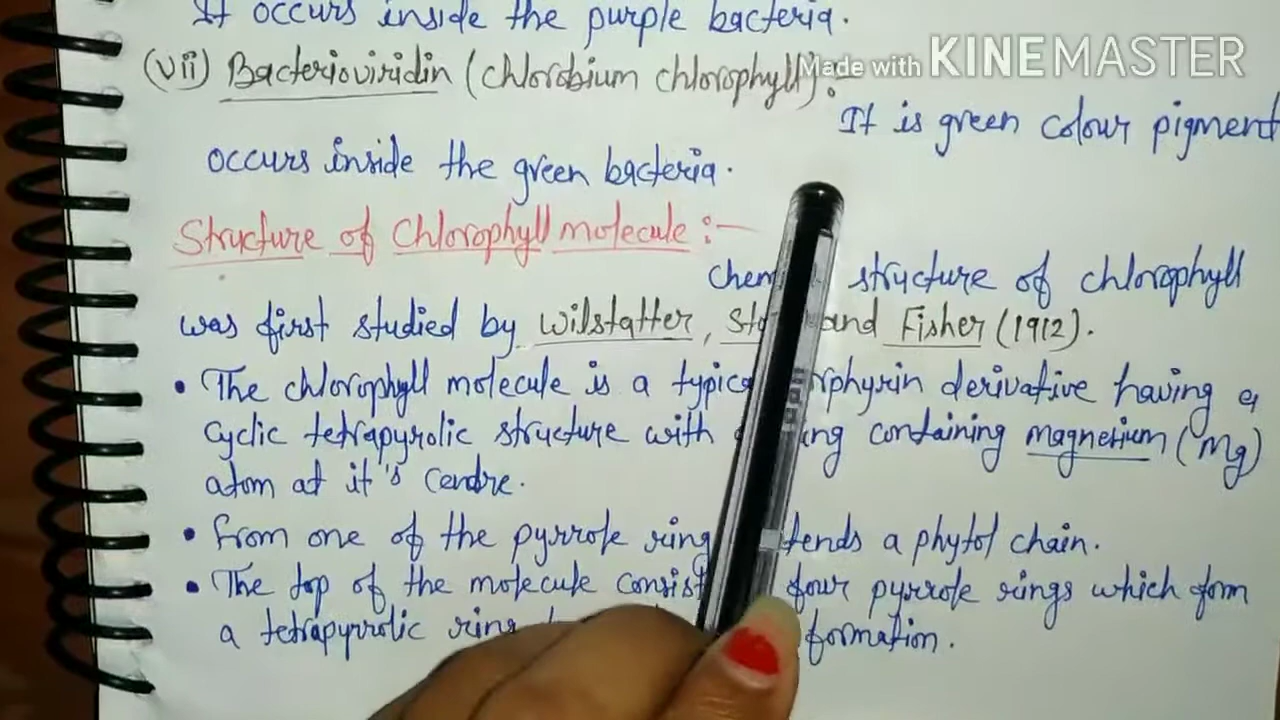 It occurs inside the purple bacteria.
(vii) Bacterioviridin (chlorobium chlorophyll):-
Made with KINEMASTER
It is green colour pigment
occurs inside the green bacteria.
Structure of Chlorophyll molecule :-
structure of chlorophyll
was first studied by Wilstatter, and Fisher (1912).
• The chlorophyll molecule is a derivative having a
cyclic tetrapyrolic structure with containing magnesium (Mg)
atom at it's centre.
• From one of the pyrrole ring a phytol chain.
• The top of the molecule four pyrrole rings which form
a tetrapyrrolic ring formation.